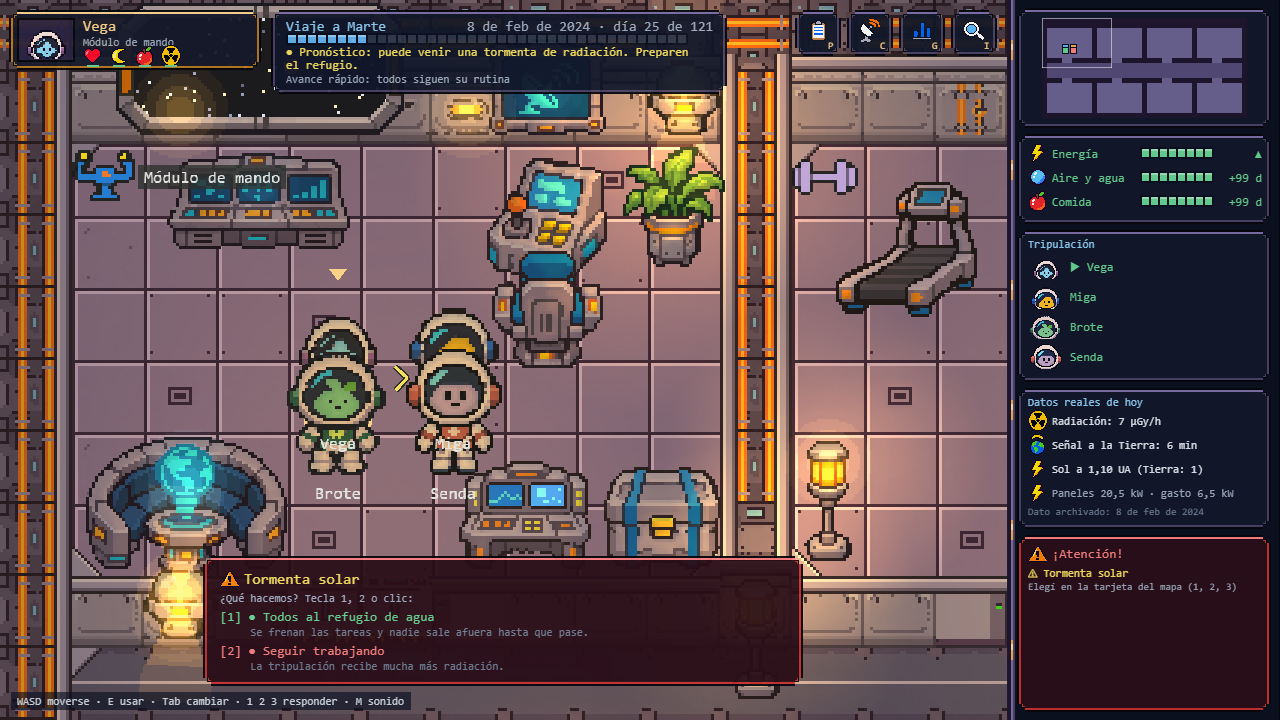 Vega
Módulo de mando
Viaje a Marte
8 de feb de 2024 · día 25 de 121
● Pronóstico: puede venir una tormenta de radiación. Preparen
el refugio.
Avance rápido: todos siguen su rutina
P
C
G
I
Energía ▲
Aire y agua +99 d
Comida +99 d
Tripulación
▶ Vega
Miga
Brote
Senda
Datos reales de hoy
Radiación: 7 µGy/h
Señal a la Tierra: 6 min
Sol a 1,10 UA (Tierra: 1)
Paneles 20,5 kW · gasto 6,5 kW
Dato archivado: 8 de feb de 2024
¡Atención!
⚠ Tormenta solar
Elegí en la tarjeta del mapa (1, 2, 3)
Módulo de mando
Vega
Miga
Brote
Senda
Tormenta solar
¿Qué hacemos? Tecla 1, 2 o clic:
[1] ● Todos al refugio de agua
Se frenan las tareas y nadie sale afuera hasta que pase.
[2] ● Seguir trabajando
La tripulación recibe mucha más radiación.
WASD moverse · E usar · Tab cambiar · 1 2 3 responder · M sonido